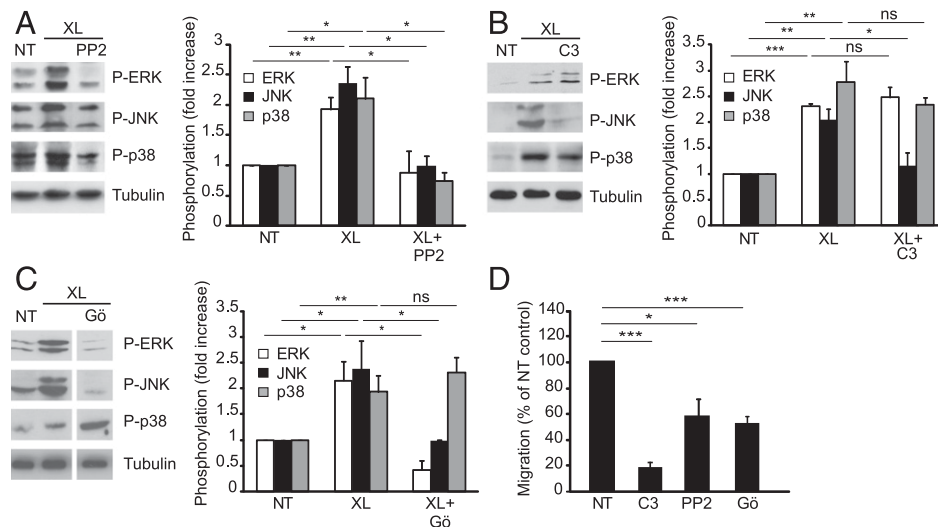 A
XL
NT PP2
P-ERK
P-JNK
P-p38
Tubulin
Phosphorylation (fold increase)
3
2.5
2
1.5
1
0.5
0
* *
** *
** *
ERK
JNK
p38
NT XL XL+
PP2
B
XL
NT C3
P-ERK
P-JNK
P-p38
Tubulin
Phosphorylation (fold increase)
3.5
3
2.5
2
1.5
1
0.5
0
** ns
** *
*** ns
ERK
JNK
p38
NT XL XL+
C3
C
XL
NT Gö
P-ERK
P-JNK
P-p38
Tubulin
Phosphorylation (fold increase)
3.5
3
2.5
2
1.5
1
0.5
0
** ns
* *
* *
ERK
JNK
p38
NT XL XL+
Gö
D
Migration (% of NT control)
140
120
100
80
60
40
20
0
***
*
***
NT C3 PP2 Gö